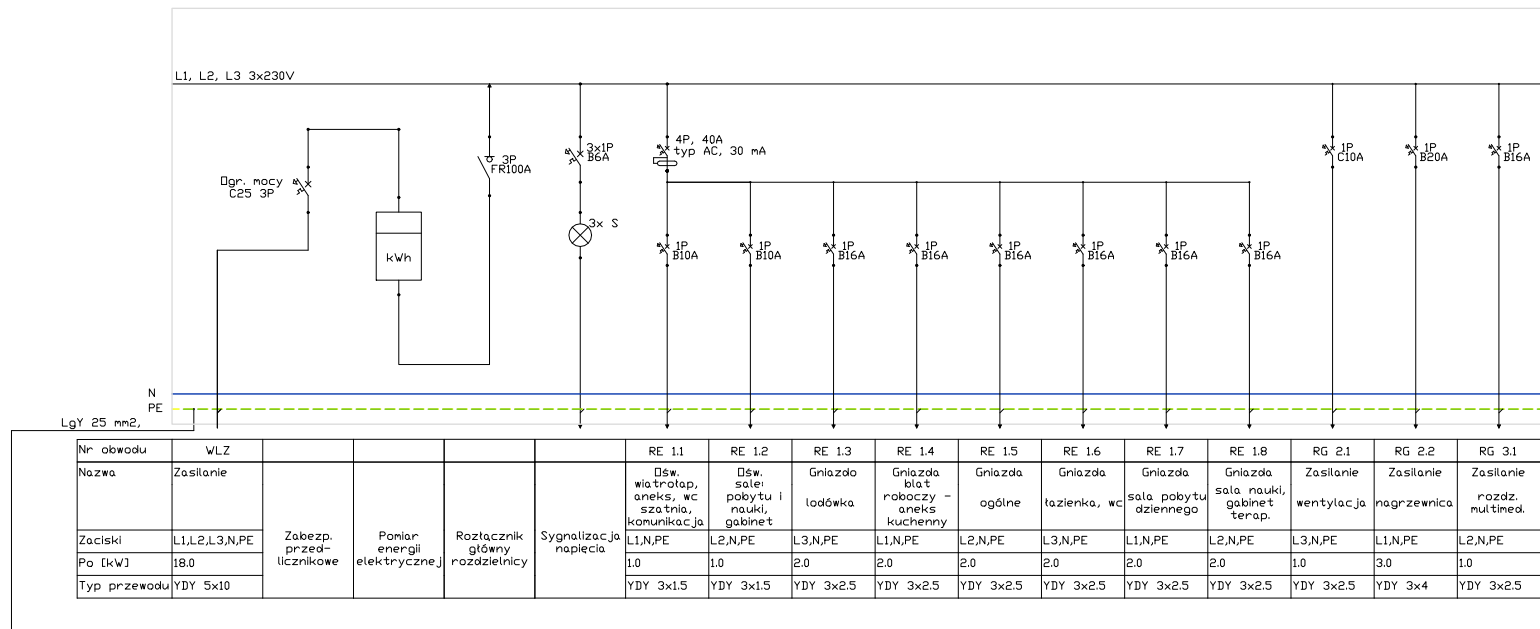 L1, L2, L3 3x230V
4P, 40A
typ AC, 30 mA
3x1P
B6A
1P
C10A
1P
B20A
1P
B16A
3P
FR100A
Ogr. mocy
C25 3P
3x S
kWh
1P
B10A
1P
B10A
1P
B16A
1P
B16A
1P
B16A
1P
B16A
1P
B16A
1P
B16A
N
PE
LgY 25 mm2,
Nr obwodu WLZ RE 1.1 RE 1.2 RE 1.3 RE 1.4 RE 1.5 RE 1.6 RE 1.7 RE 1.8 RG 2.1 RG 2.2 RG 3.1
Nazwa
Zasilanie
Zabezp.
przed-
licznikowe
Pomiar
energii
elektrycznej
Rozłącznik
główny
rozdzielnicy
Sygnalizacja
napięcia
Ośw.
wiatrołap,
aneks, wc
szatnia,
komunikacja
Ośw.
sale:
pobytu i
nauki,
gabinet
Gniazdo
lodówka
Gniazda
blat
roboczy -
aneks
kuchenny
Gniazda
ogólne
Gniazda
łazienka, wc
Gniazda
sala pobytu
dziennego
Gniazda
sala nauki,
gabinet
terap.
Zasilanie
wentylacja
Zasilanie
nagrzewnica
Zasilanie
rozdz.
multimed.
Zaciski L1,L2,L3,N,PE L1,N,PE L2,N,PE L3,N,PE L1,N,PE L2,N,PE L3,N,PE L1,N,PE L2,N,PE L3,N,PE L1,N,PE L2,N,PE
Po [kW] 18.0 1.0 1.0 2.0 2.0 2.0 2.0 2.0 2.0 1.0 3.0 1.0
Typ przewodu YDY 5x10 YDY 3x1.5 YDY 3x1.5 YDY 3x2.5 YDY 3x2.5 YDY 3x2.5 YDY 3x2.5 YDY 3x2.5 YDY 3x2.5 YDY 3x2.5 YDY 3x4 YDY 3x2.5